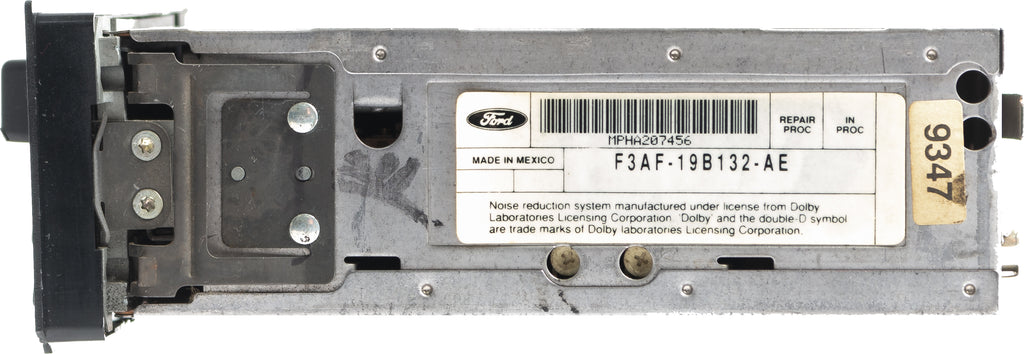 Ford
REPAIR PROC
IN PROC
MPHA207456
MADE IN MEXICO
F3AF-19B132-AE
Noise reduction system manufactured under license from Dolby
Laboratories Licensing Corporation. 'Dolby' and the double-D symbol
are trade marks of Dolby laboratories Licensing Corporation.
9347